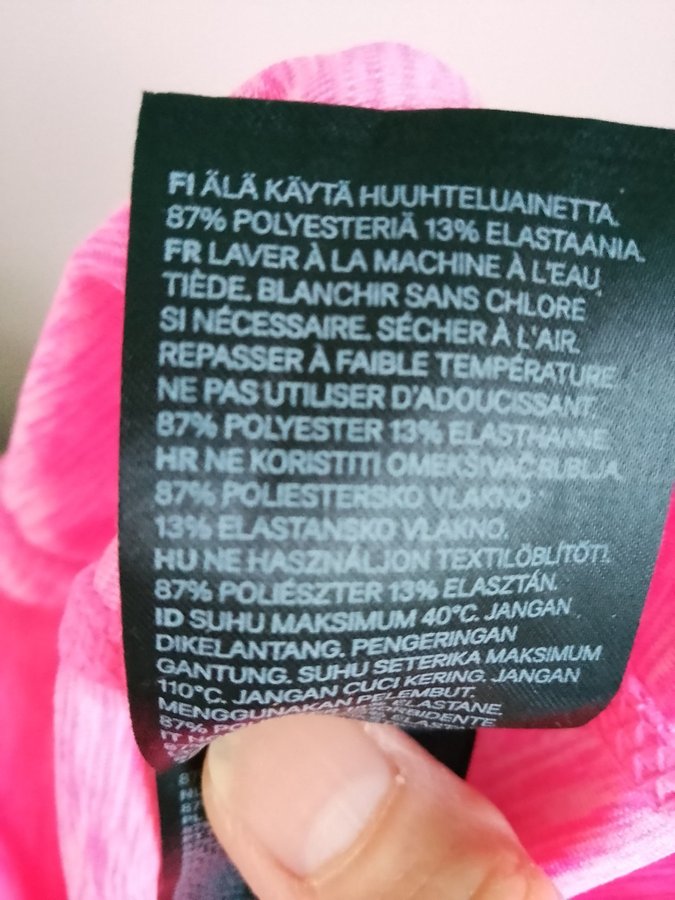 FI ÄLÄ KÄYTÄ HUUHTELUAINETTA.
87% POLYESTERIÄ 13% ELASTAANIA.
FR LAVER À LA MACHINE À L'EAU
TIÈDE. BLANCHIR SANS CHLORE
SI NÉCESSAIRE. SÉCHER À L'AIR.
REPASSER À FAIBLE TEMPÉRATURE.
NE PAS UTILISER D'ADOUCISSANT.
87% POLYESTER 13% ELASTHANNE.
HR NE KORISTITI OMEKŠIVAČ RUBLJA.
87% POLIESTERSKO VLAKNO
13% ELASTANSKO VLAKNO.
HU NE HASZNÁLJON TEXTILÖBLÍTŐT!
87% POLIÉSZTER 13% ELASZTÁN.
ID SUHU MAKSIMUM 40°C. JANGAN
DIKELANTANG. PENGERINGAN
GANTUNG. SUHU SETERIKA MAKSIMUM
110°C. JANGAN CUCI KERING. JANGAN
MENGGUNAKAN PELEMBUT.
87% ELASTANE.
IT